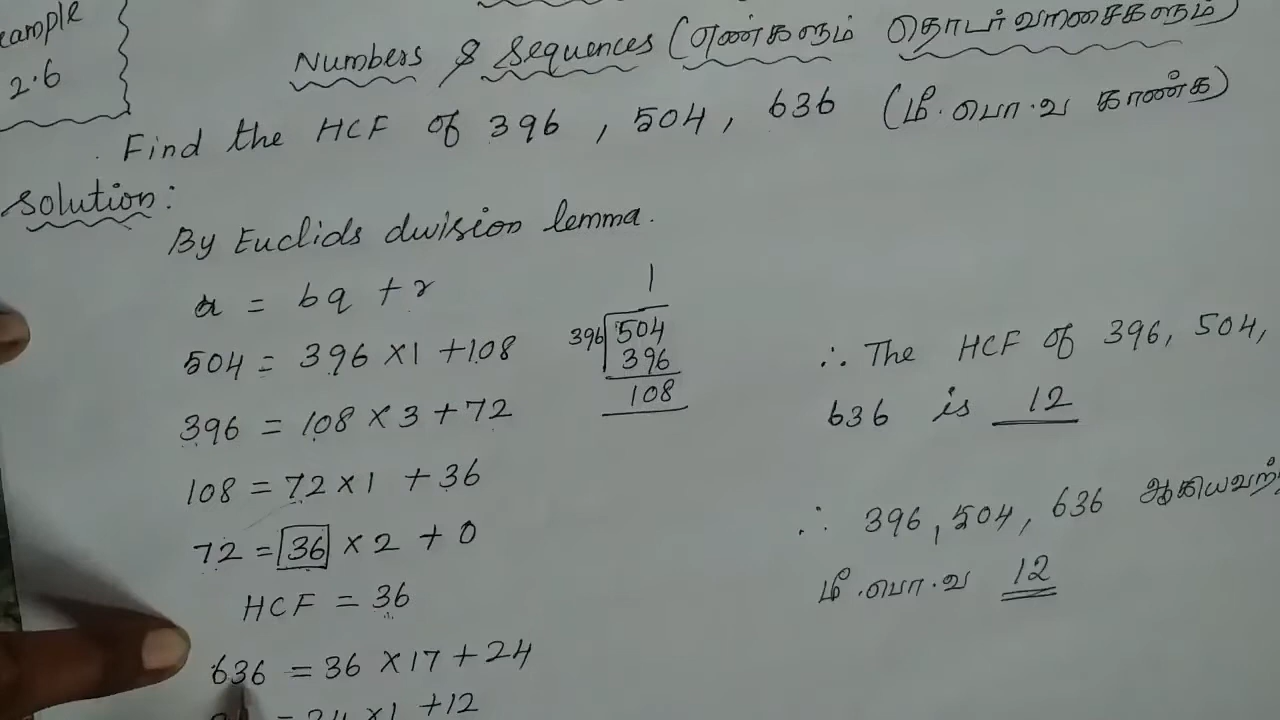 2.6
Numbers & Sequences (எண்களும் தொடர்வரிசைகளும்)
Find the HCF of 396, 504, 636 (மீ.பொ.வ காண்க)
Solution:
By Euclids division lemma.
a = bq + r
504 = 396 × 1 + 108
396 = 108 × 3 + 72
108 = 72 × 1 + 36
72 = 36 × 2 + 0
HCF = 36
636 = 36 × 17 + 24
= 24 × 1 + 12
1
396 504
396
108
∴ The HCF of 396, 504,
636 is 12
∴ 396, 504, 636
மீ.பொ.வ 12